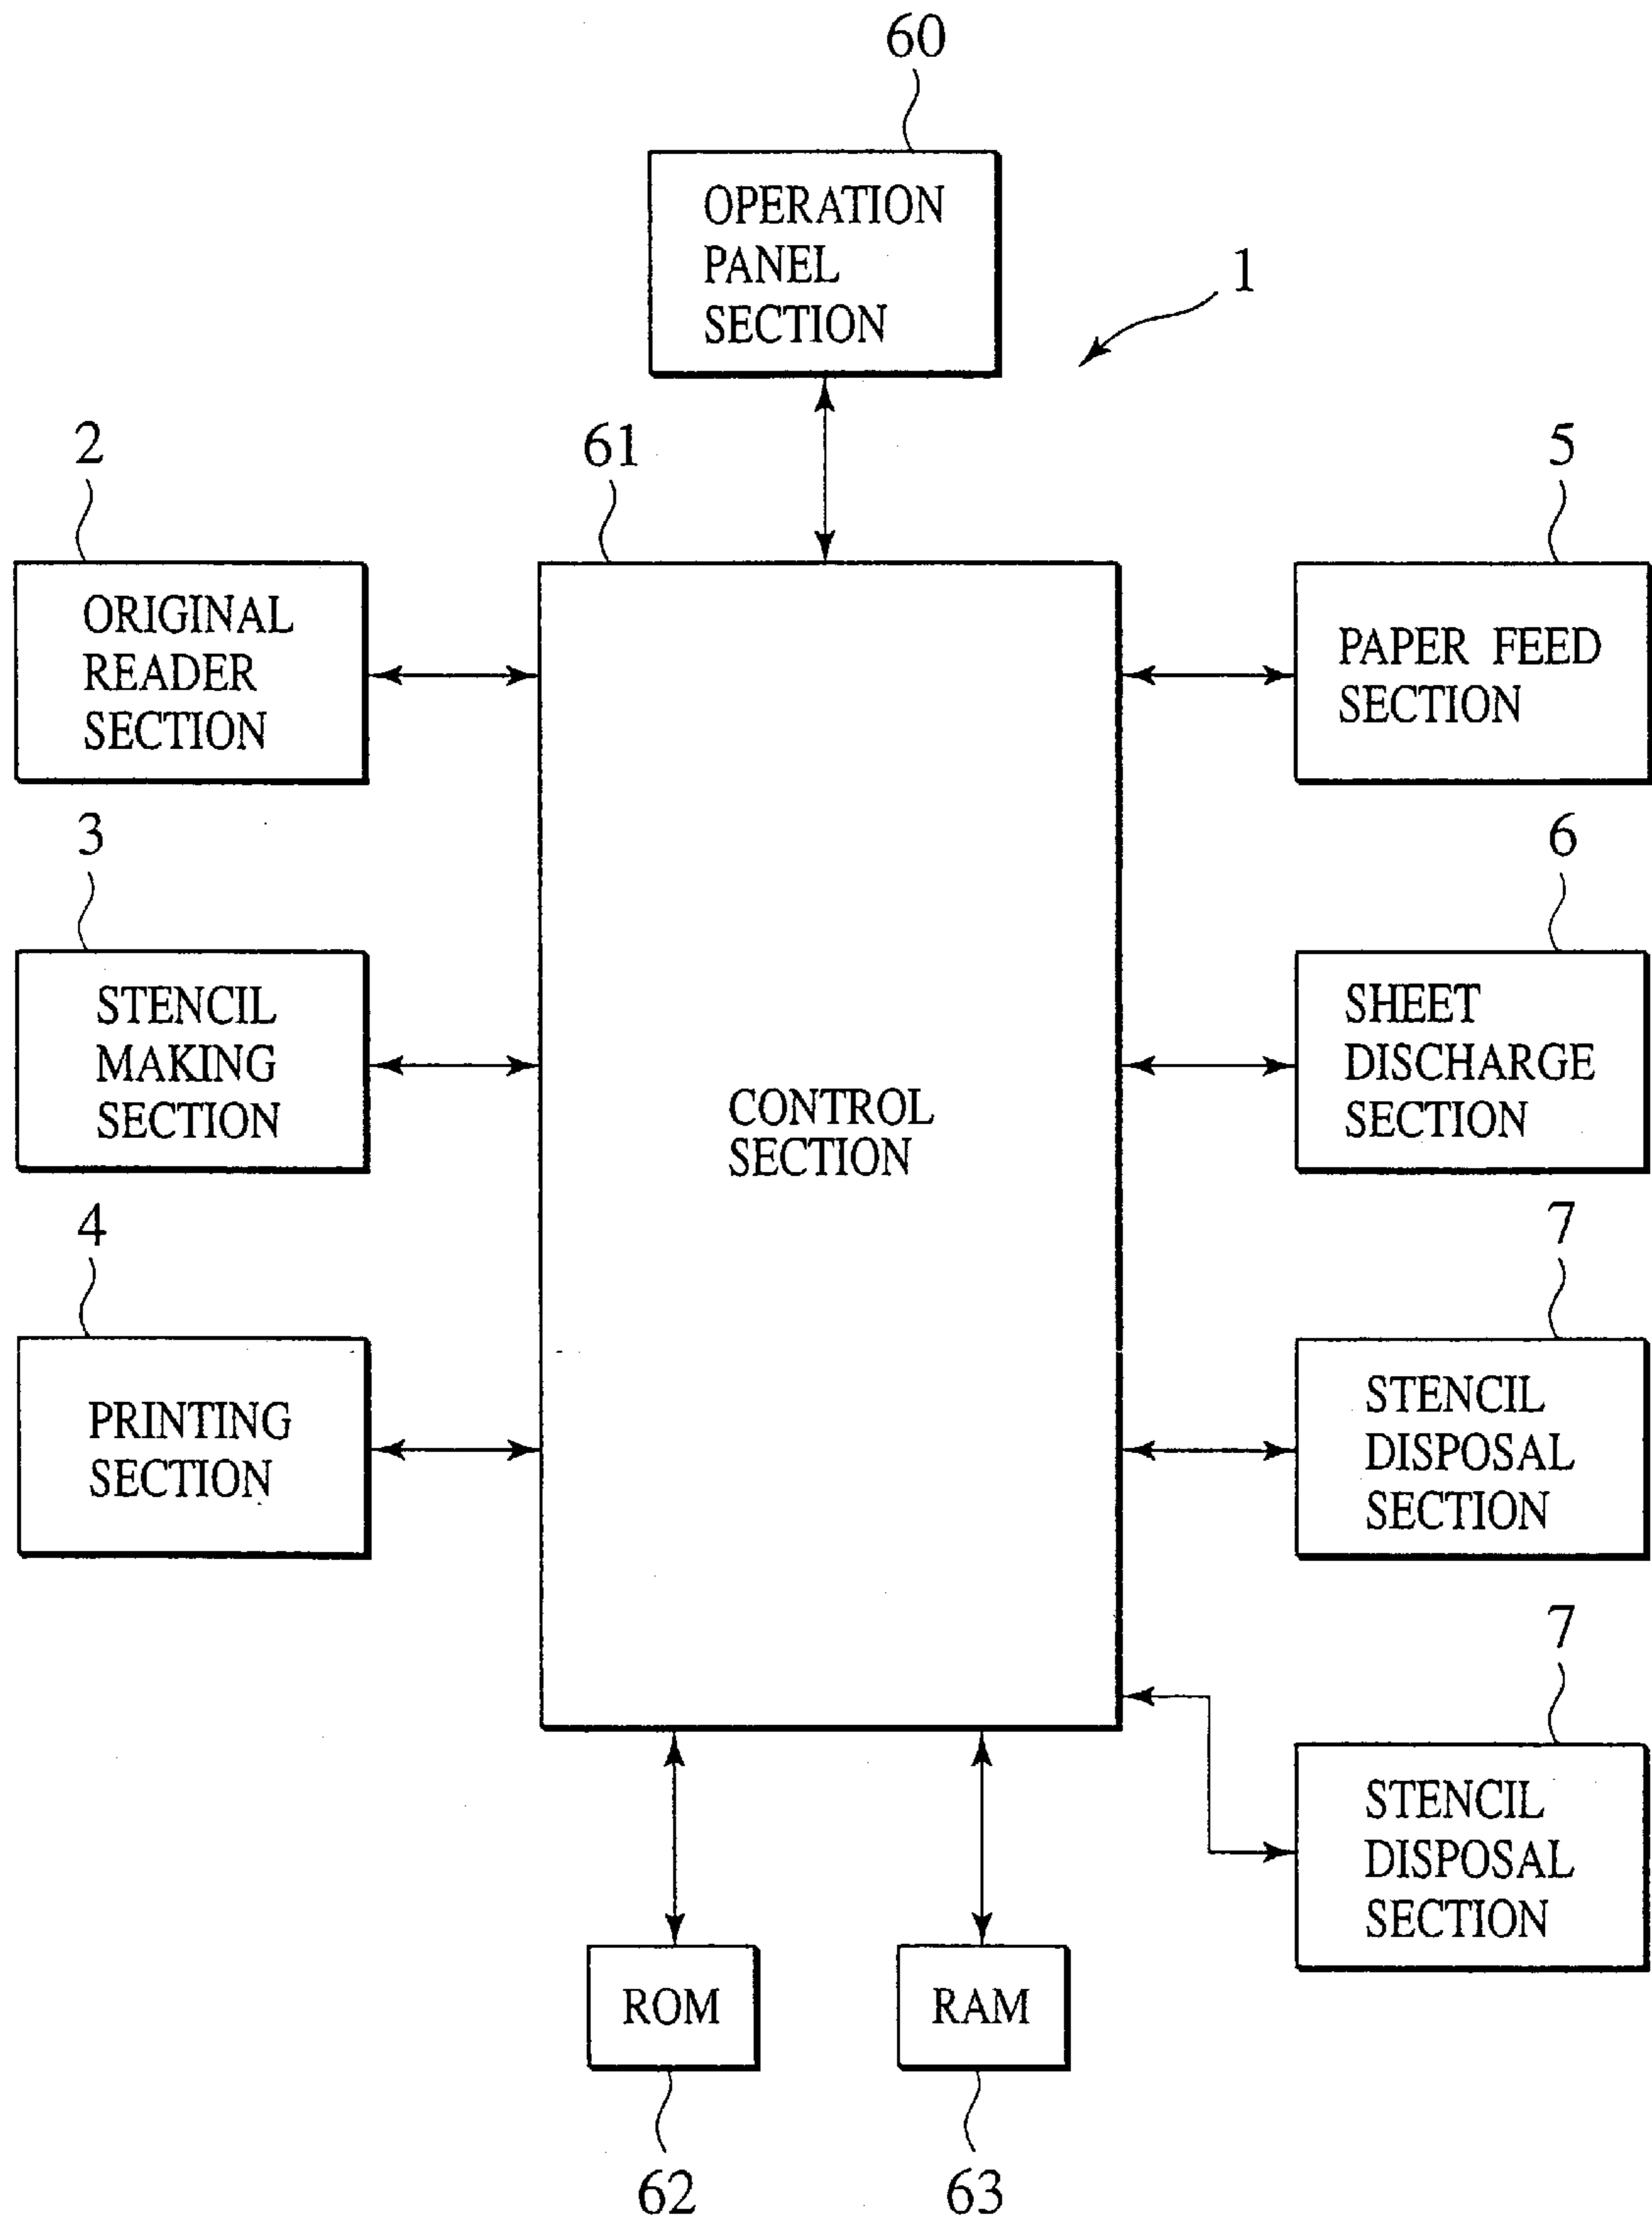 60
OPERATION
PANEL
SECTION
1
2
61
5
ORIGINAL
READER
SECTION
PAPER FEED
SECTION
3
6
STENCIL
MAKING
SECTION
SHEET
DISCHARGE
SECTION
CONTROL
SECTION
4
7
PRINTING
SECTION
STENCIL
DISPOSAL
SECTION
7
STENCIL
DISPOSAL
SECTION
ROM
RAM
62
63